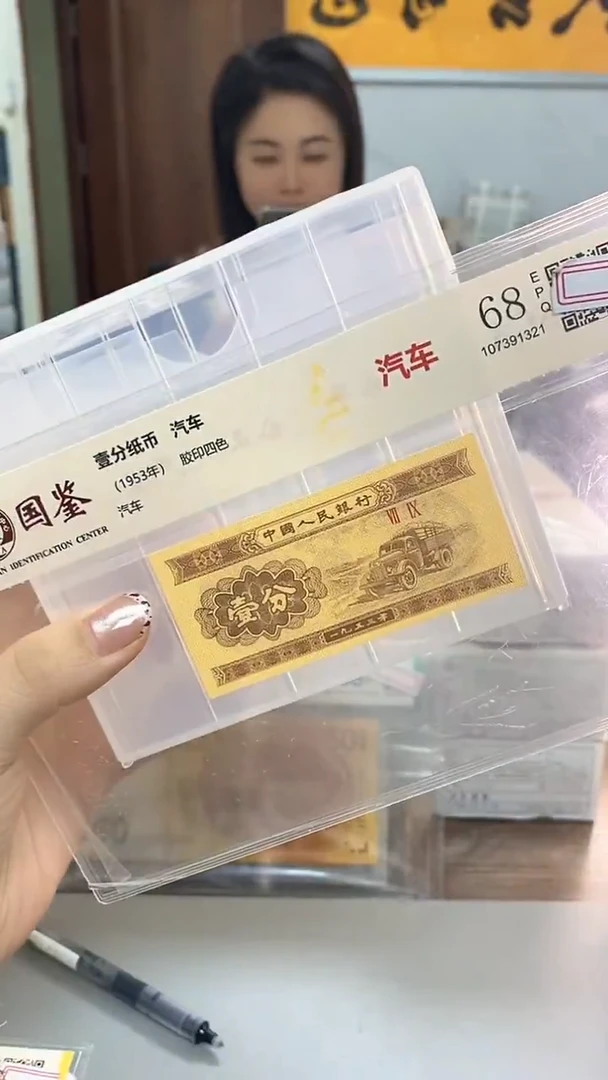 汽车
68
E
P
Q
107391321
壹分纸币 汽车
(1953年) 胶印四色
汽车
国鉴
AN IDENTIFICATION CENTER
中國人民銀行
VII IX
壹分
一九五三年